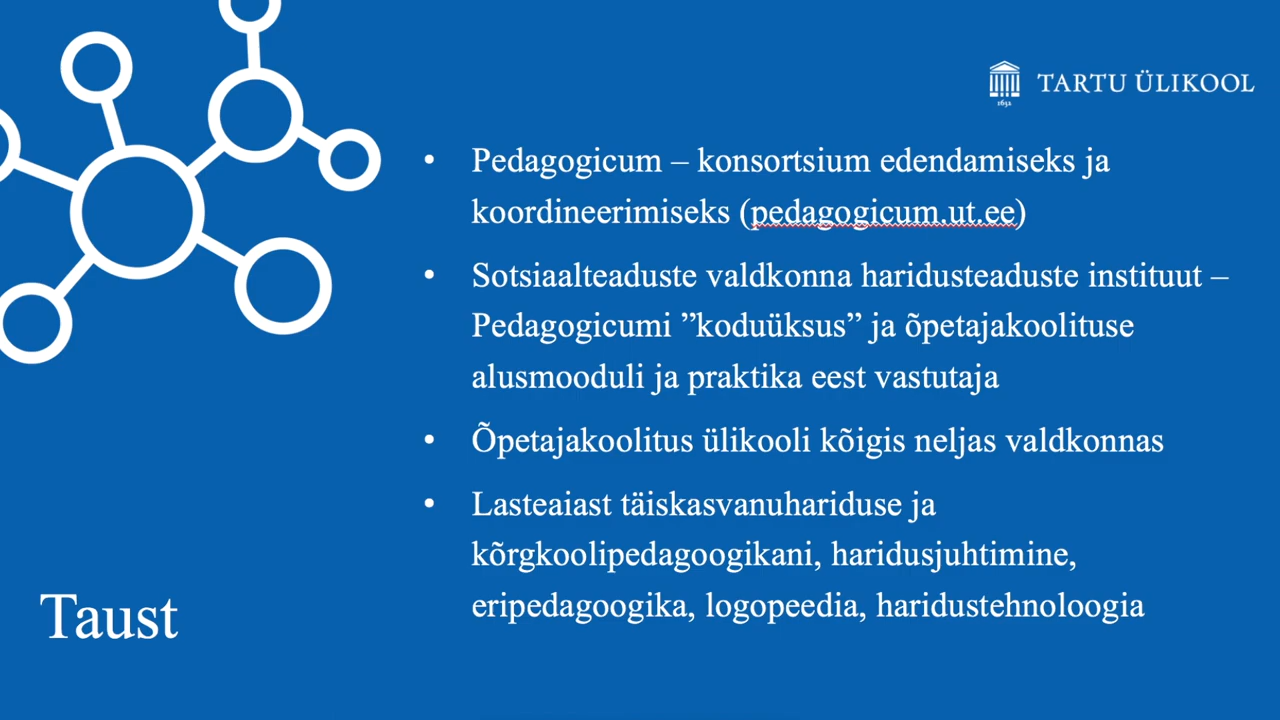 TARTU ÜLIKOOL
1632
• Pedagogicum – konsortsium edendamiseks ja
koordineerimiseks (pedagogicum.ut.ee)
• Sotsiaalteaduste valdkonna haridusteaduste instituut –
Pedagogicumi ”koduüksus” ja õpetajakoolituse
alusmooduli ja praktika eest vastutaja
• Õpetajakoolitus ülikooli kõigis neljas valdkonnas
• Lasteaiast täiskasvanuhariduse ja
kõrgkoolipedagoogikani, haridusjuhtimine,
eripedagoogika, logopeedia, haridustehnoloogia
Taust